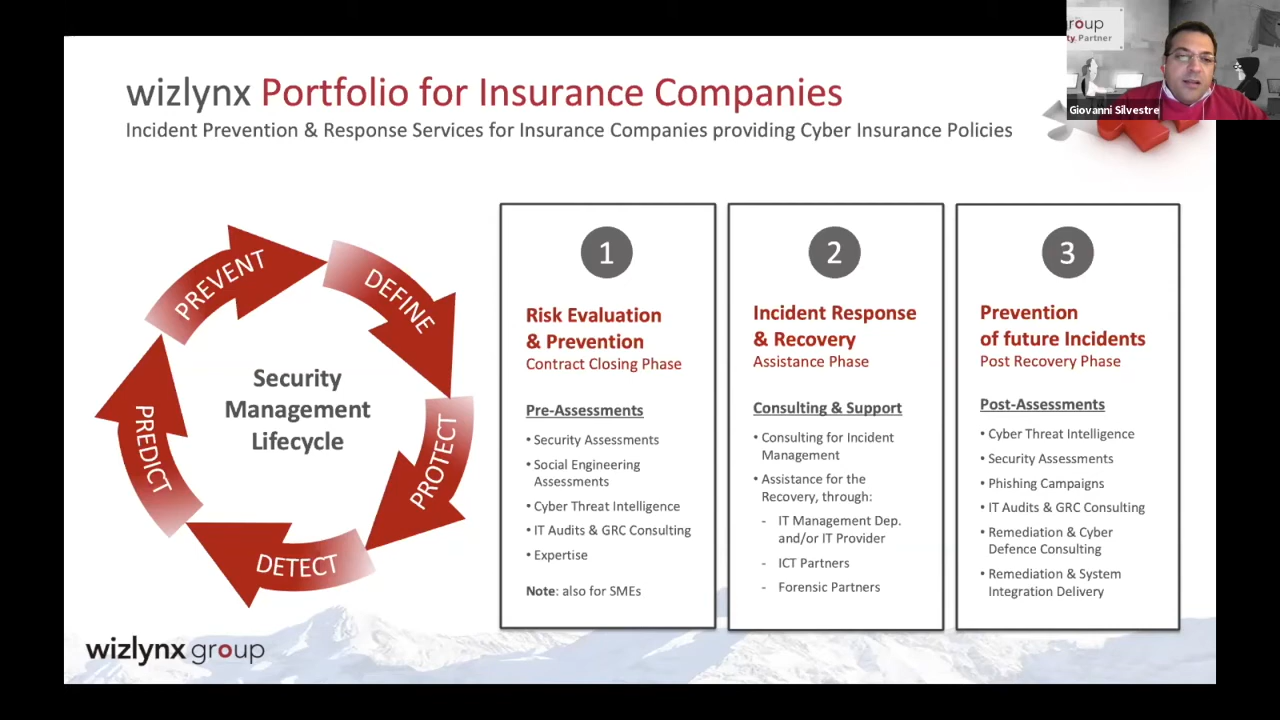 wizlynx Portfolio for Insurance Companies
Incident Prevention & Response Services for Insurance Companies providing Cyber Insurance Policies
group
ty Partner
Giovanni Silvestre
PREVENT
DEFINE
PROTECT
DETECT
PREDICT
Security
Management
Lifecycle
1
Risk Evaluation
& Prevention
Contract Closing Phase
Pre-Assessments
• Security Assessments
• Social Engineering
Assessments
• Cyber Threat Intelligence
• IT Audits & GRC Consulting
• Expertise
Note: also for SMEs
2
Incident Response
& Recovery
Assistance Phase
Consulting & Support
• Consulting for Incident
Management
• Assistance for the
Recovery, through:
- IT Management Dep.
and/or IT Provider
- ICT Partners
- Forensic Partners
3
Prevention
of future Incidents
Post Recovery Phase
Post-Assessments
• Cyber Threat Intelligence
• Security Assessments
• Phishing Campaigns
• IT Audits & GRC Consulting
• Remediation & Cyber
Defence Consulting
• Remediation & System
Integration Delivery
wizlynx group